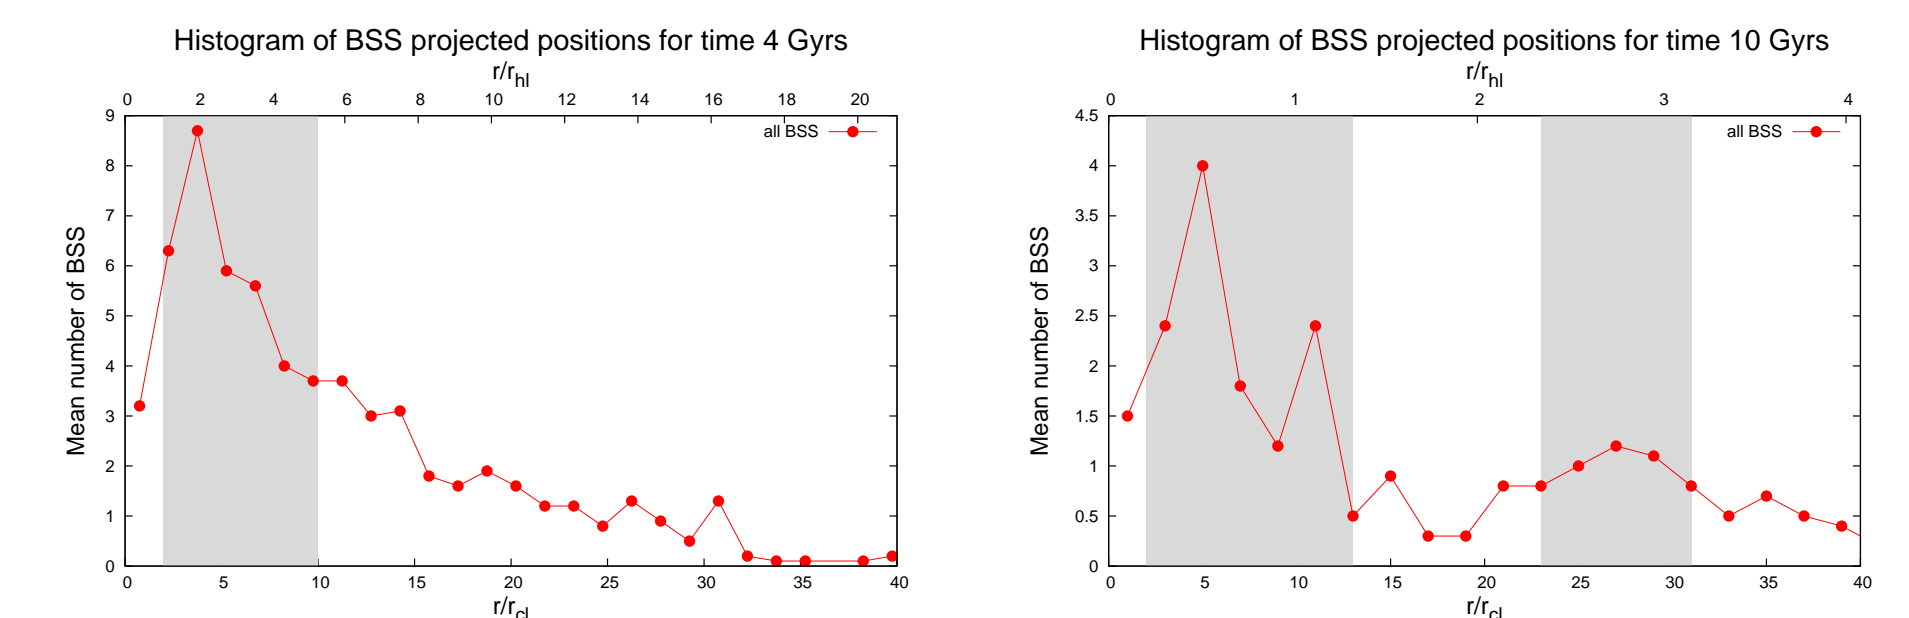 Histogram of BSS projected positions for time 4 Gyrs
r/r_hl
0 2 4 6 8 10 12 14 16 18 20
9
all BSS
8
7
6
5
4
3
2
1
0
Mean number of BSS
0 5 10 15 20 25 30 35 40
r/r_cl
Histogram of BSS projected positions for time 10 Gyrs
r/r_hl
0 1 2 3 4
4.5
all BSS
4
3.5
3
2.5
2
1.5
1
0.5
0
Mean number of BSS
0 5 10 15 20 25 30 35 40
r/r_cl